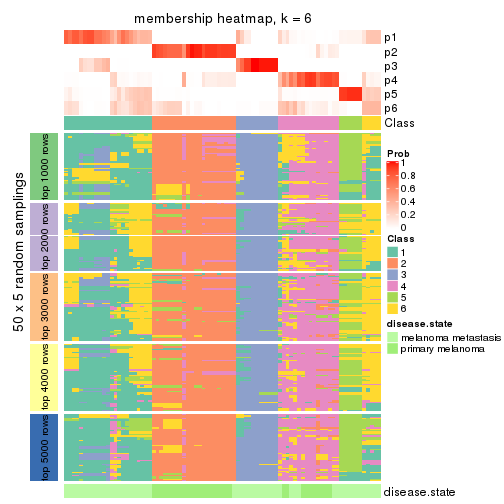 membership heatmap, k = 6
p1
p2
p3
p4
p5
p6
Class
50 x 5 random samplings
top 1000 rows
top 2000 rows
top 3000 rows
top 4000 rows
top 5000 rows
Prob
1
0.8
0.6
0.4
0.2
0
Class
1
2
3
4
5
6
disease.state
melanoma metastasis
primary melanoma
disease.state